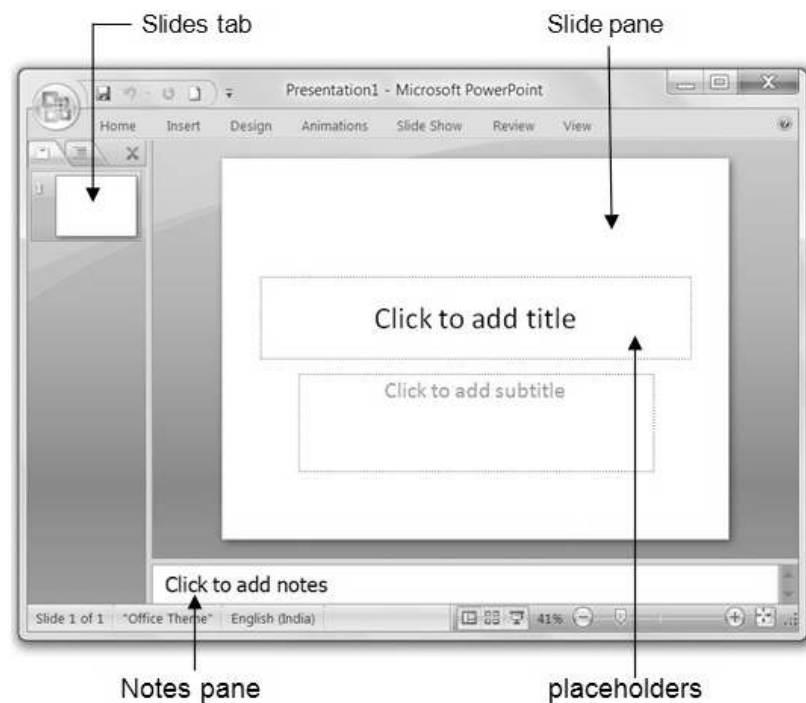 Slides tab
Slide pane
Presentation1 - Microsoft PowerPoint
Home Insert Design Animations Slide Show Review View
1
Click to add title
Click to add subtitle
Click to add notes
Slide 1 of 1 "Office Theme" English (India) 41%
Notes pane
placeholders